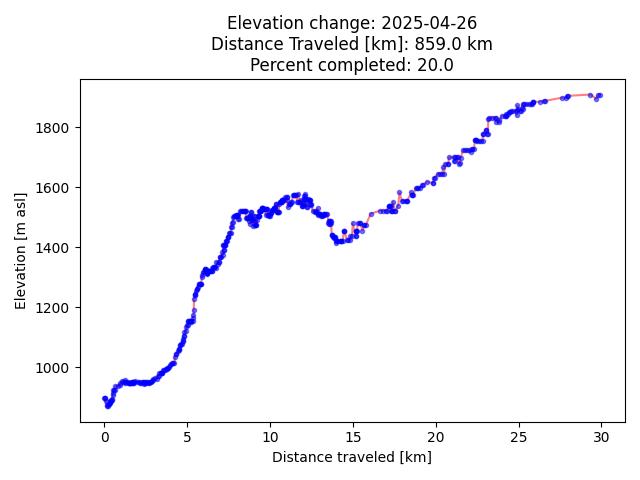 Elevation change: 2025-04-26
Distance Traveled [km]: 859.0 km
Percent completed: 20.0
Elevation [m asl]
1800
1600
1400
1200
1000
0 5 10 15 20 25 30
Distance traveled [km]